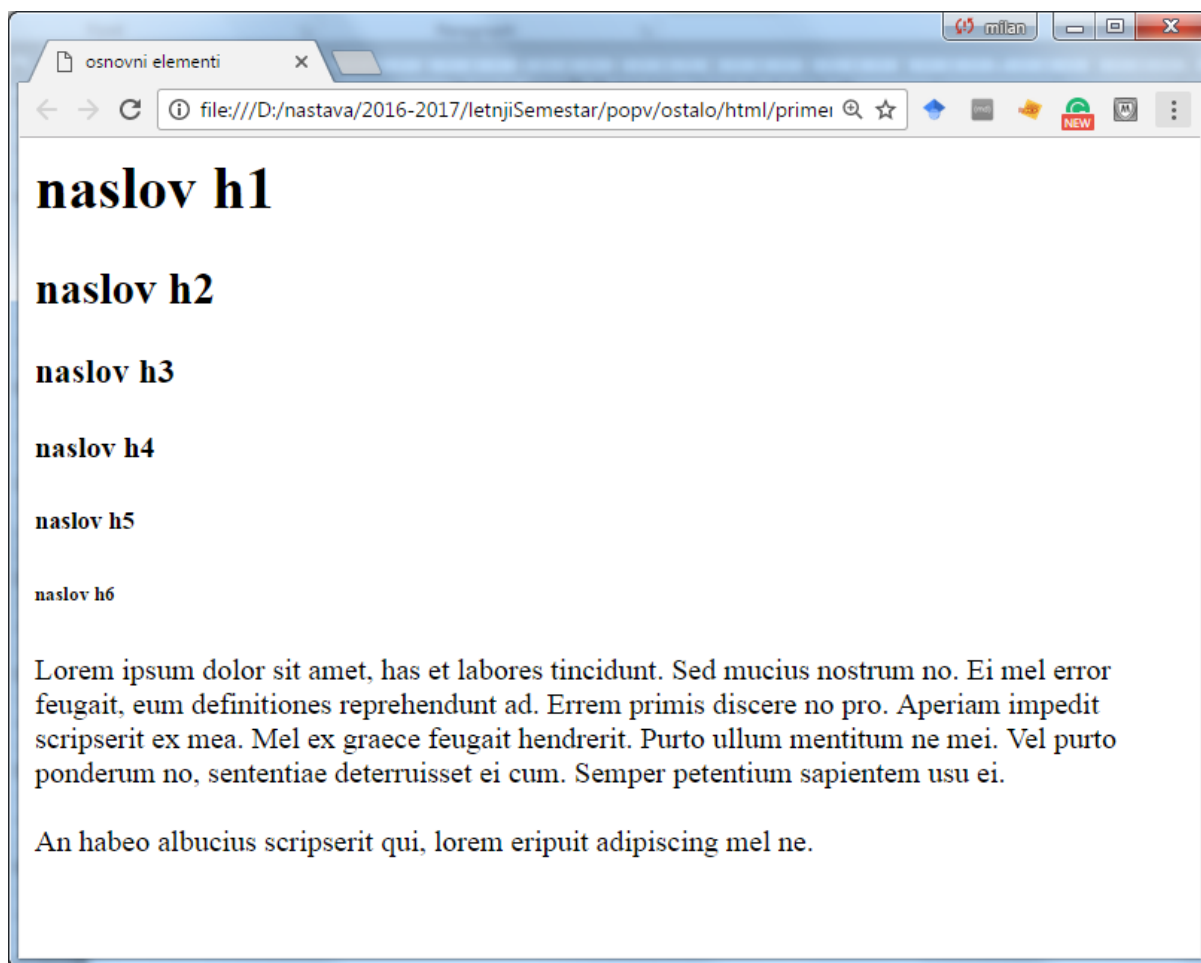 milan
osnovni elementi
file:///D:/nastava/2016-2017/letnjiSemestar/popv/ostalo/html/primer
NEW
naslov h1
naslov h2
naslov h3
naslov h4
naslov h5
naslov h6
Lorem ipsum dolor sit amet, has et labores tincidunt. Sed mucius nostrum no. Ei mel error
feugait, eum definitiones reprehendunt ad. Errem primis discere no pro. Aperiam impedit
scripserit ex mea. Mel ex graece feugait hendrerit. Purto ullum mentitum ne mei. Vel purto
ponderum no, sententiae deterruisset ei cum. Semper petentium sapientem usu ei.
An habeo albucius scripserit qui, lorem eripuit adipiscing mel ne.